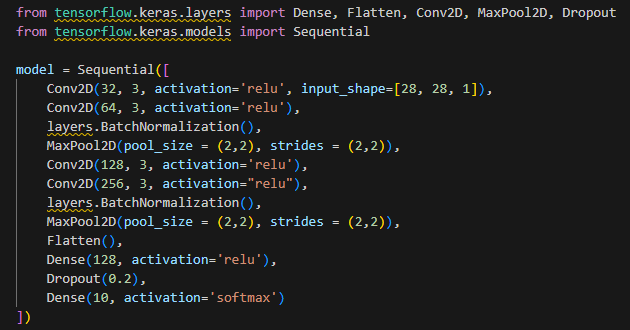 from tensorflow.keras.layers import Dense, Flatten, Conv2D, MaxPool2D, Dropout
from tensorflow.keras.models import Sequential

model = Sequential([
    Conv2D(32, 3, activation='relu', input_shape=[28, 28, 1]),
    Conv2D(64, 3, activation='relu'),
    layers.BatchNormalization(),
    MaxPool2D(pool_size = (2,2), strides = (2,2)),
    Conv2D(128, 3, activation='relu'),
    Conv2D(256, 3, activation="relu"),
    layers.BatchNormalization(),
    MaxPool2D(pool_size = (2,2), strides = (2,2)),
    Flatten(),
    Dense(128, activation='relu'),
    Dropout(0.2),
    Dense(10, activation='softmax')
])